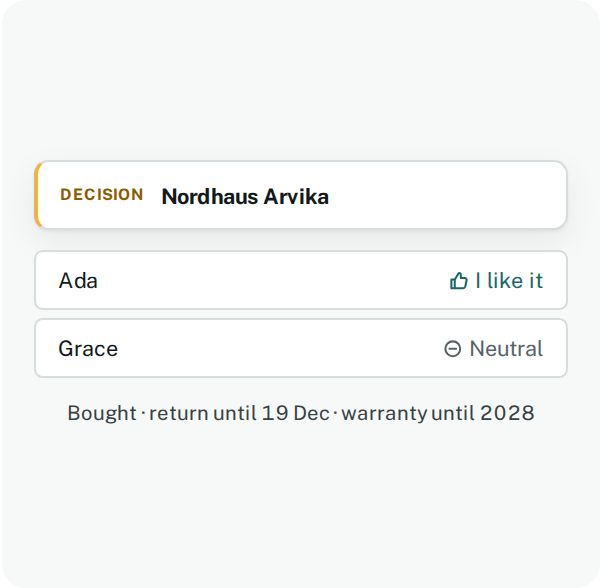 DECISION Nordhaus Arvika
Ada I like it
Grace Neutral
Bought · return until 19 Dec · warranty until 2028